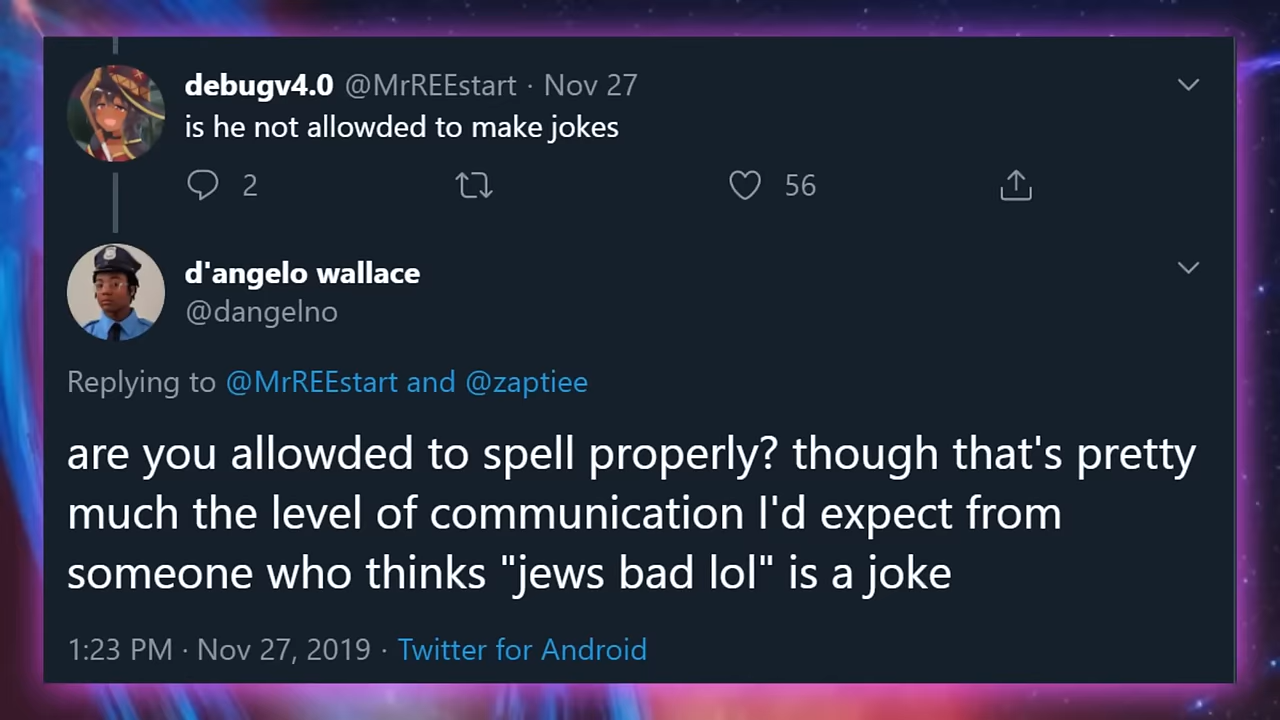 debugv4.0 @MrREEstart · Nov 27
is he not allowded to make jokes
2 56
d'angelo wallace
@dangelno
Replying to @MrREEstart and @zaptiee
are you allowded to spell properly? though that's pretty
much the level of communication I'd expect from
someone who thinks "jews bad lol" is a joke
1:23 PM · Nov 27, 2019 · Twitter for Android